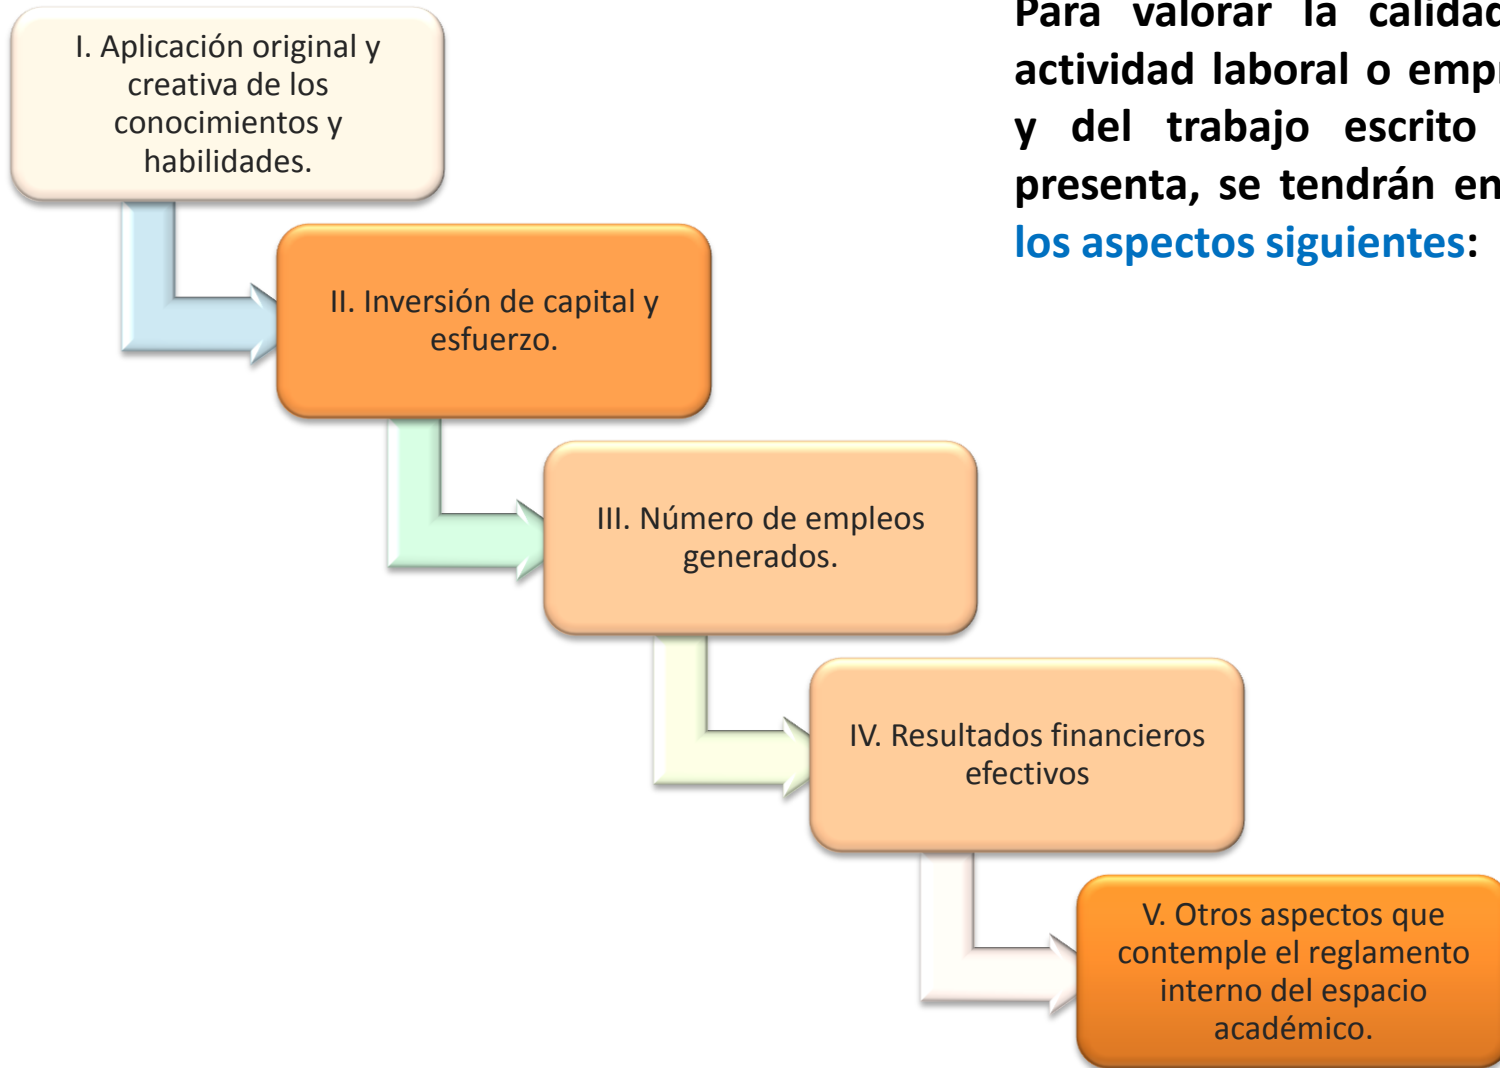 Para valorar la calidad
actividad laboral o
y del trabajo escrito
presenta, se tendrán en
los aspectos siguientes:
I. Aplicación original y
creativa de los
conocimientos y
habilidades.
II. Inversión de capital y
esfuerzo.
III. Número de empleos
generados.
IV. Resultados financieros
efectivos
V. Otros aspectos que
contemple el reglamento
interno del espacio
académico.